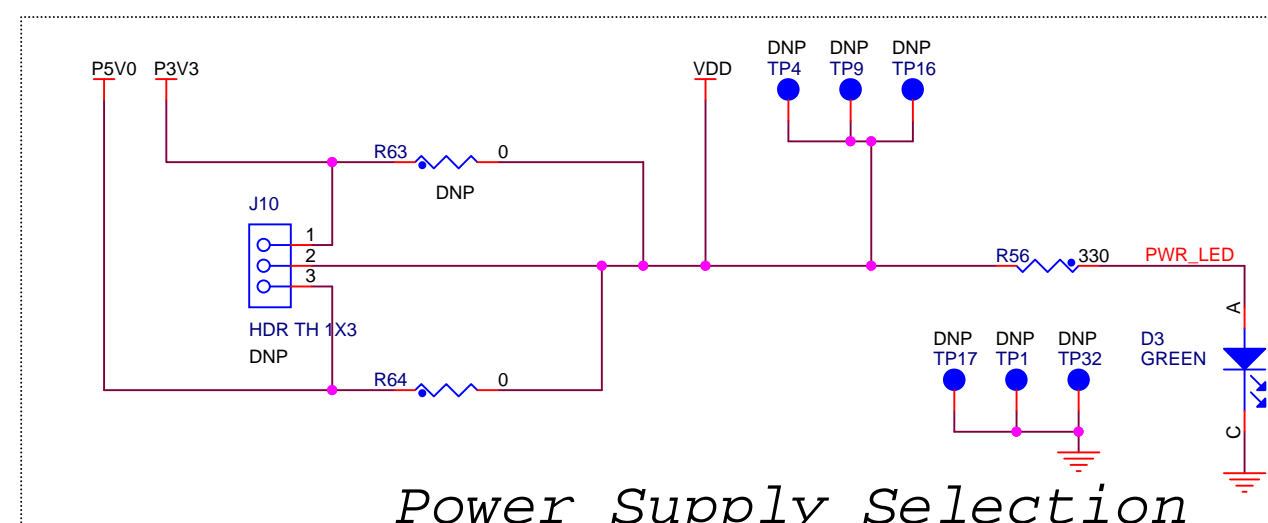 P5V0 P3V3
VDD
DNP DNP DNP
TP4 TP9 TP16
R63 0
DNP
J10
1
2
3
HDR TH 1X3
DNP
R64 0
R56 330
PWR_LED
DNP DNP DNP
TP17 TP1 TP32
A
D3
GREEN
C
Power Supply Selection